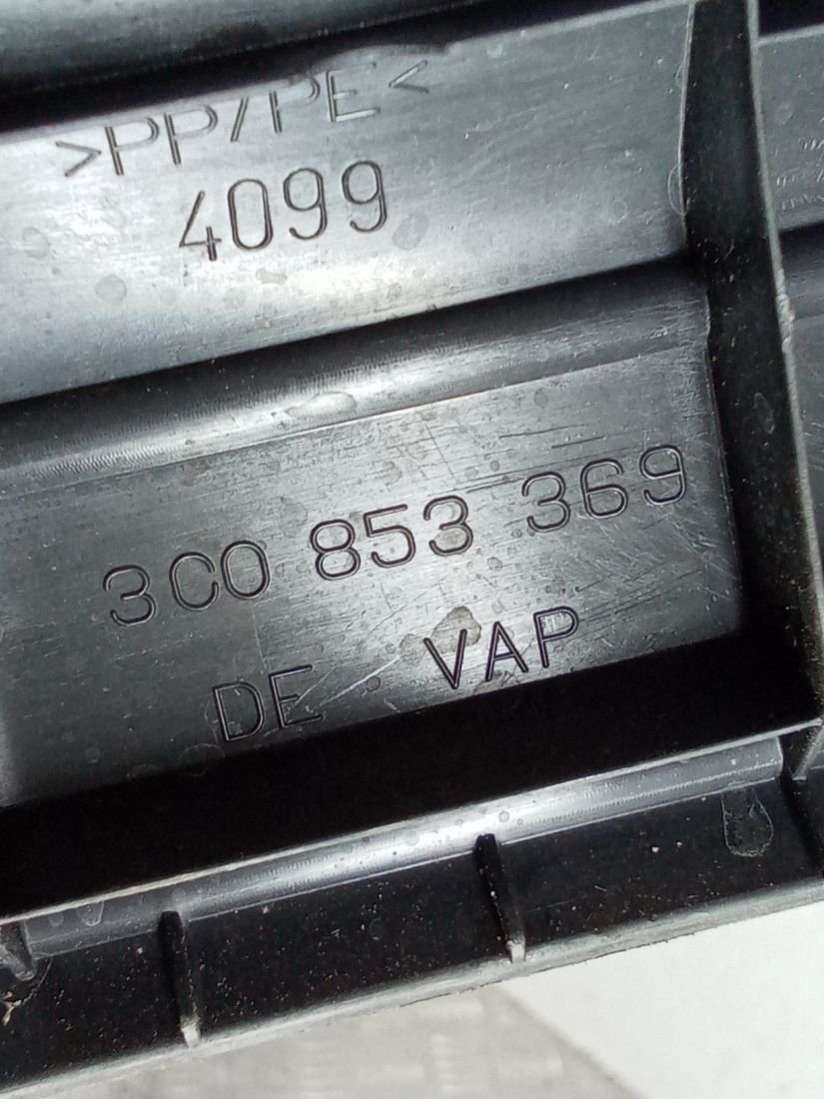 >PP/PE<
4099
3C0 853 369
DE VAP